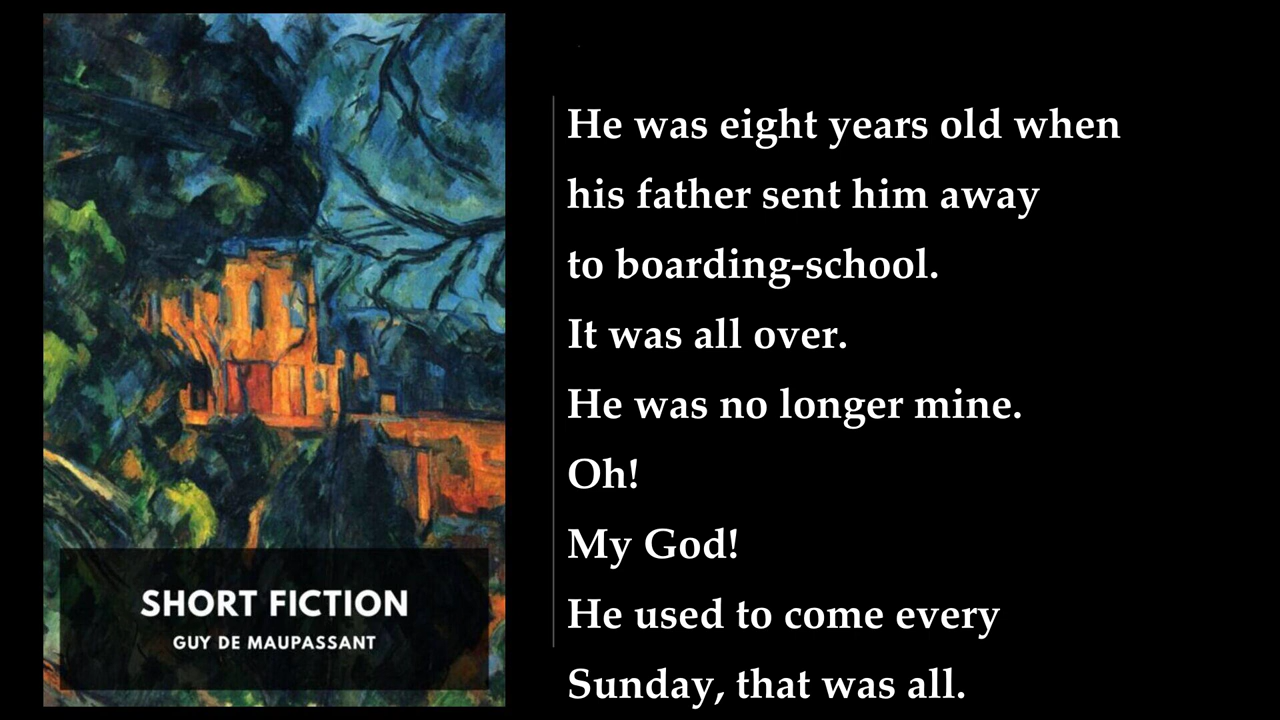 SHORT FICTION
GUY DE MAUPASSANT
He was eight years old when
his father sent him away
to boarding-school.
It was all over.
He was no longer mine.
Oh!
My God!
He used to come every
Sunday, that was all.